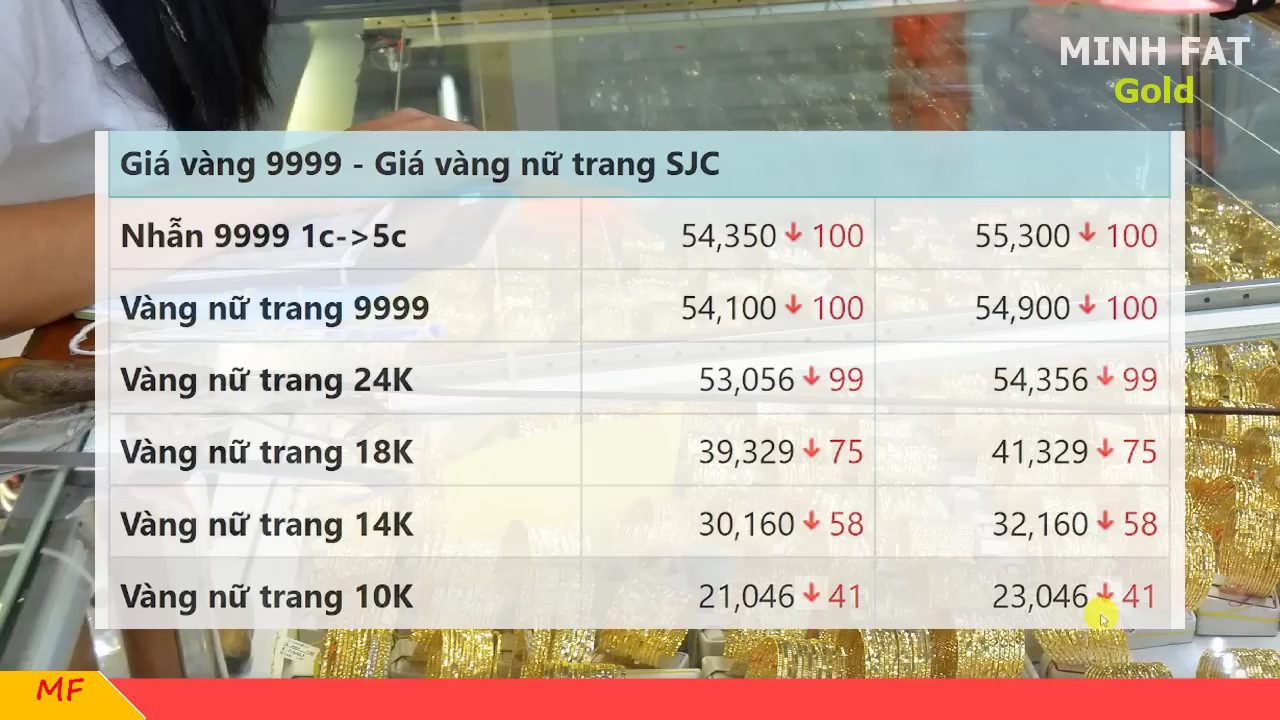 MINH FAT
Gold
Giá vàng 9999 - Giá vàng nữ trang SJC
Nhẫn 9999 1c->5c 54,350 ↓ 100 55,300 ↓ 100
Vàng nữ trang 9999 54,100 ↓ 100 54,900 ↓ 100
Vàng nữ trang 24K 53,056 ↓ 99 54,356 ↓ 99
Vàng nữ trang 18K 39,329 ↓ 75 41,329 ↓ 75
Vàng nữ trang 14K 30,160 ↓ 58 32,160 ↓ 58
Vàng nữ trang 10K 21,046 ↓ 41 23,046 ↓ 41
MF